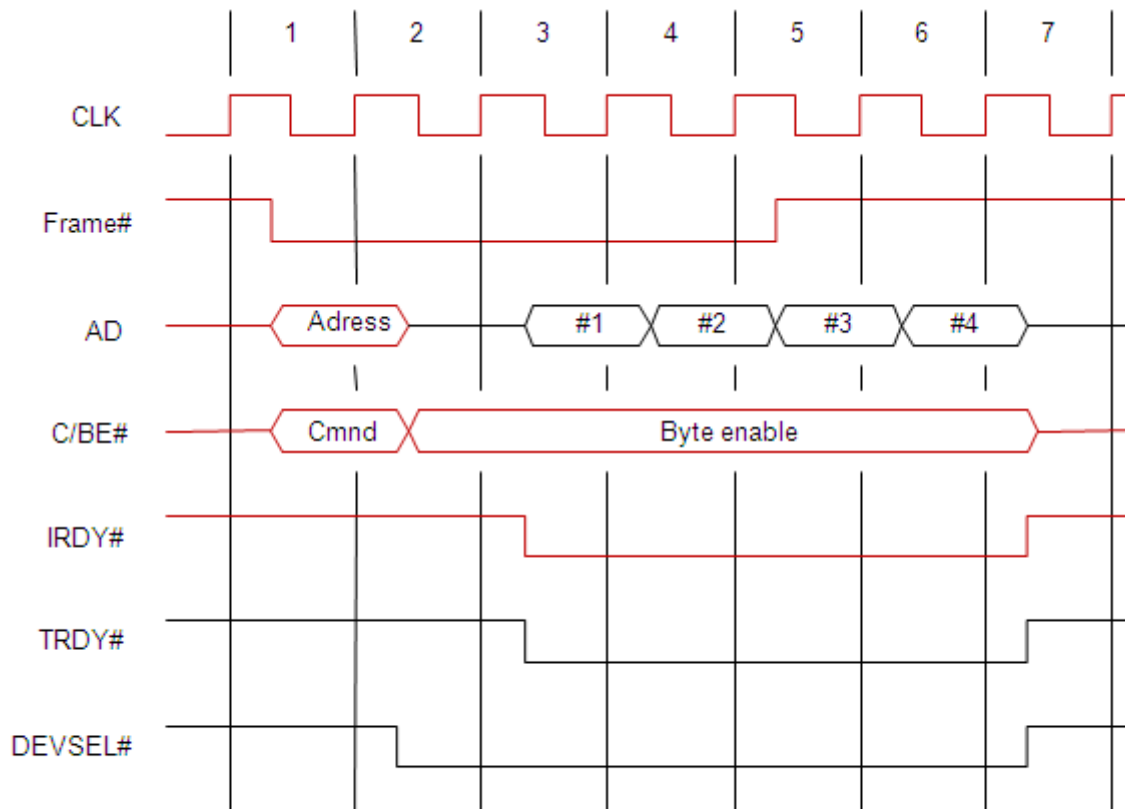 1 2 3 4 5 6 7
CLK
Frame#
AD Adress #1 #2 #3 #4
C/BE# Cmnd Byte enable
IRDY#
TRDY#
DEVSEL#